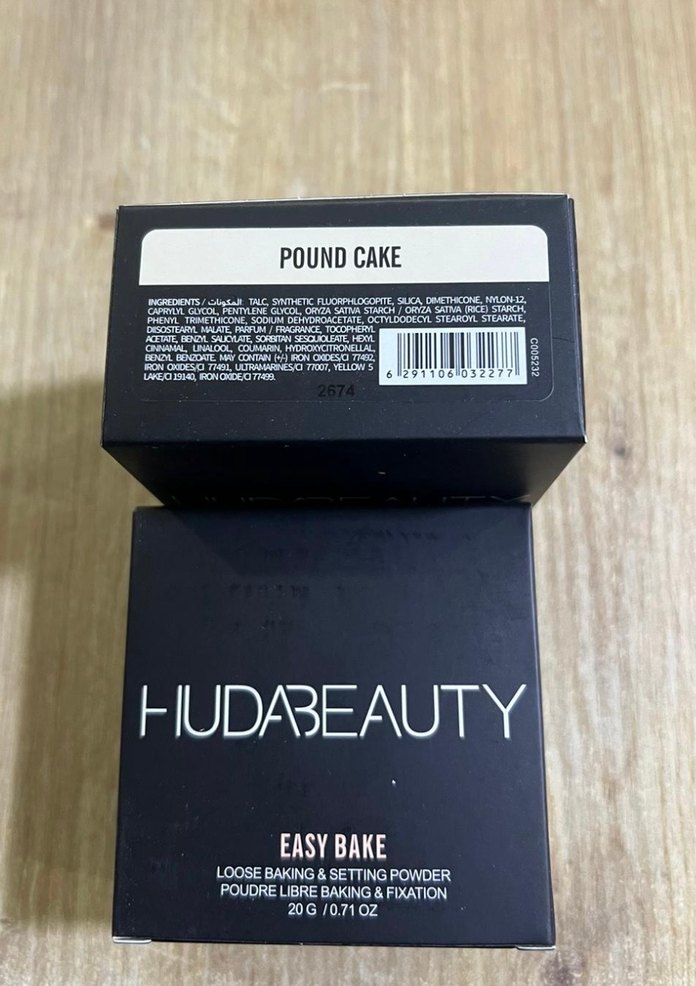 POUND CAKE
INGREDIENTS / المكونات: TALC, SYNTHETIC FLUORPHLOGOPITE, SILICA, DIMETHICONE, NYLON-12,
CAPRYLYL GLYCOL, PENTYLENE GLYCOL, ORYZA SATIVA STARCH / ORYZA SATIVA (RICE) STARCH,
PHENYL TRIMETHICONE, SODIUM DEHYDROACETATE, OCTYLDODECYL STEAROYL STEARATE,
DIISOSTEARYL MALATE, PARFUM / FRAGRANCE, TOCOPHERYL
ACETATE, BENZYL SALICYLATE, SORBITAN SESQUIOLEATE, HEXYL
CINNAMAL, LINALOOL, COUMARIN, HYDROXYCITRONELLAL,
BENZYL BENZOATE. MAY CONTAIN (+/-) IRON OXIDES/CI 77492,
IRON OXIDES/CI 77491, ULTRAMARINES/CI 77007, YELLOW 5
LAKE/CI 19140, IRON OXIDE/CI 77499.
6 291106 032277
C005232
2674
HUDABEAUTY
HUDABEAUTY
EASY BAKE
LOOSE BAKING & SETTING POWDER
POUDRE LIBRE BAKING & FIXATION
20 G / 0.71 OZ